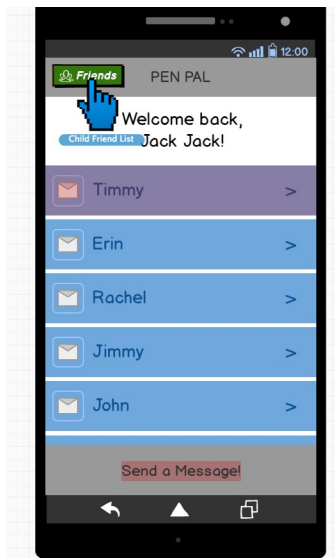 12:00
Friends
PEN PAL
Welcome back,
Child Friend List
Jack Jack!
Timmy >
Erin >
Rachel >
Jimmy >
John >
Send a Message!